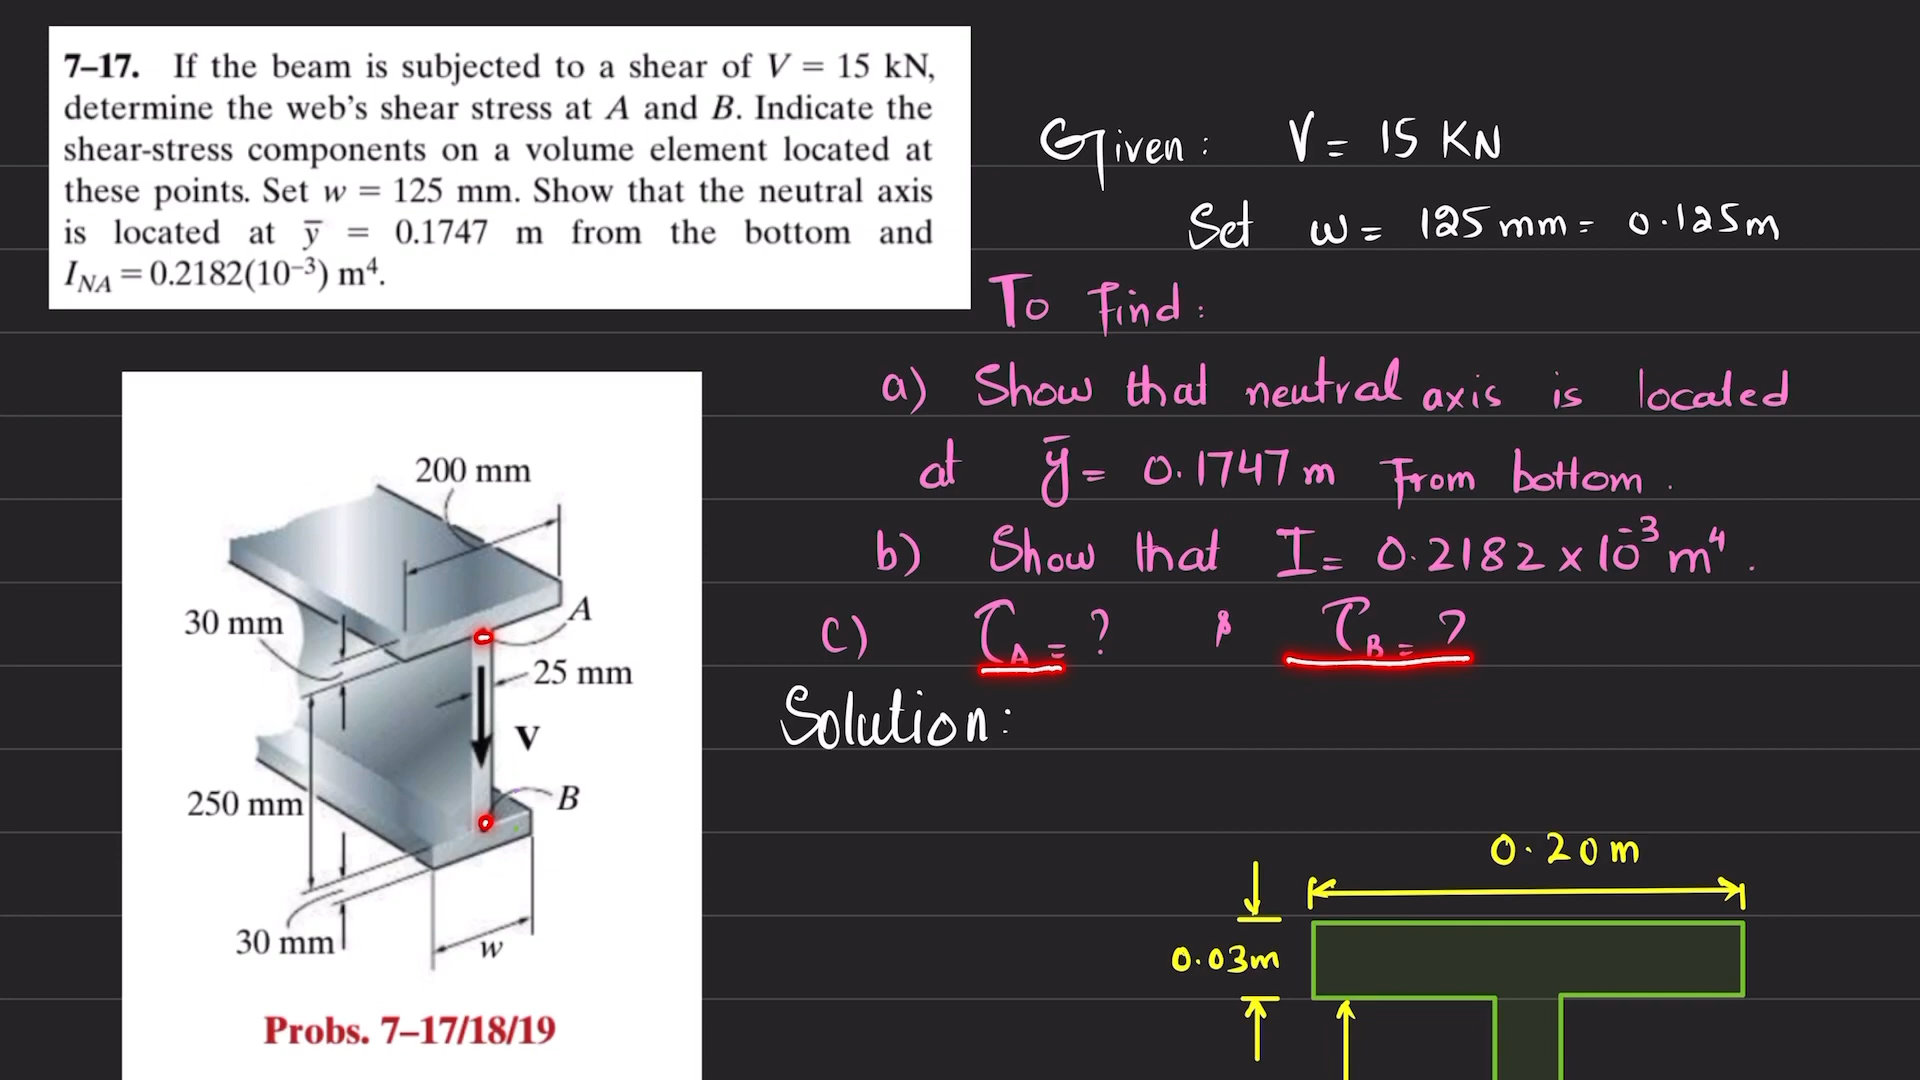 7–17. If the beam is subjected to a shear of V = 15 kN,
determine the web's shear stress at A and B. Indicate the
shear-stress components on a volume element located at
these points. Set w = 125 mm. Show that the neutral axis
is located at y̅ = 0.1747 m from the bottom and
I_NA = 0.2182(10⁻³) m⁴.
Given: V = 15 KN
Set w = 125 mm = 0.125m
To Find:
a) Show that neutral axis is located
at y̅ = 0.1747 m From bottom.
b) Show that I = 0.2182 x 10⁻³ m⁴.
c) τ_A = ? & τ_B = ?
Solution:
200 mm
A
30 mm
25 mm
V
B
250 mm
30 mm
w
Probs. 7–17/18/19
0.20 m
0.03m